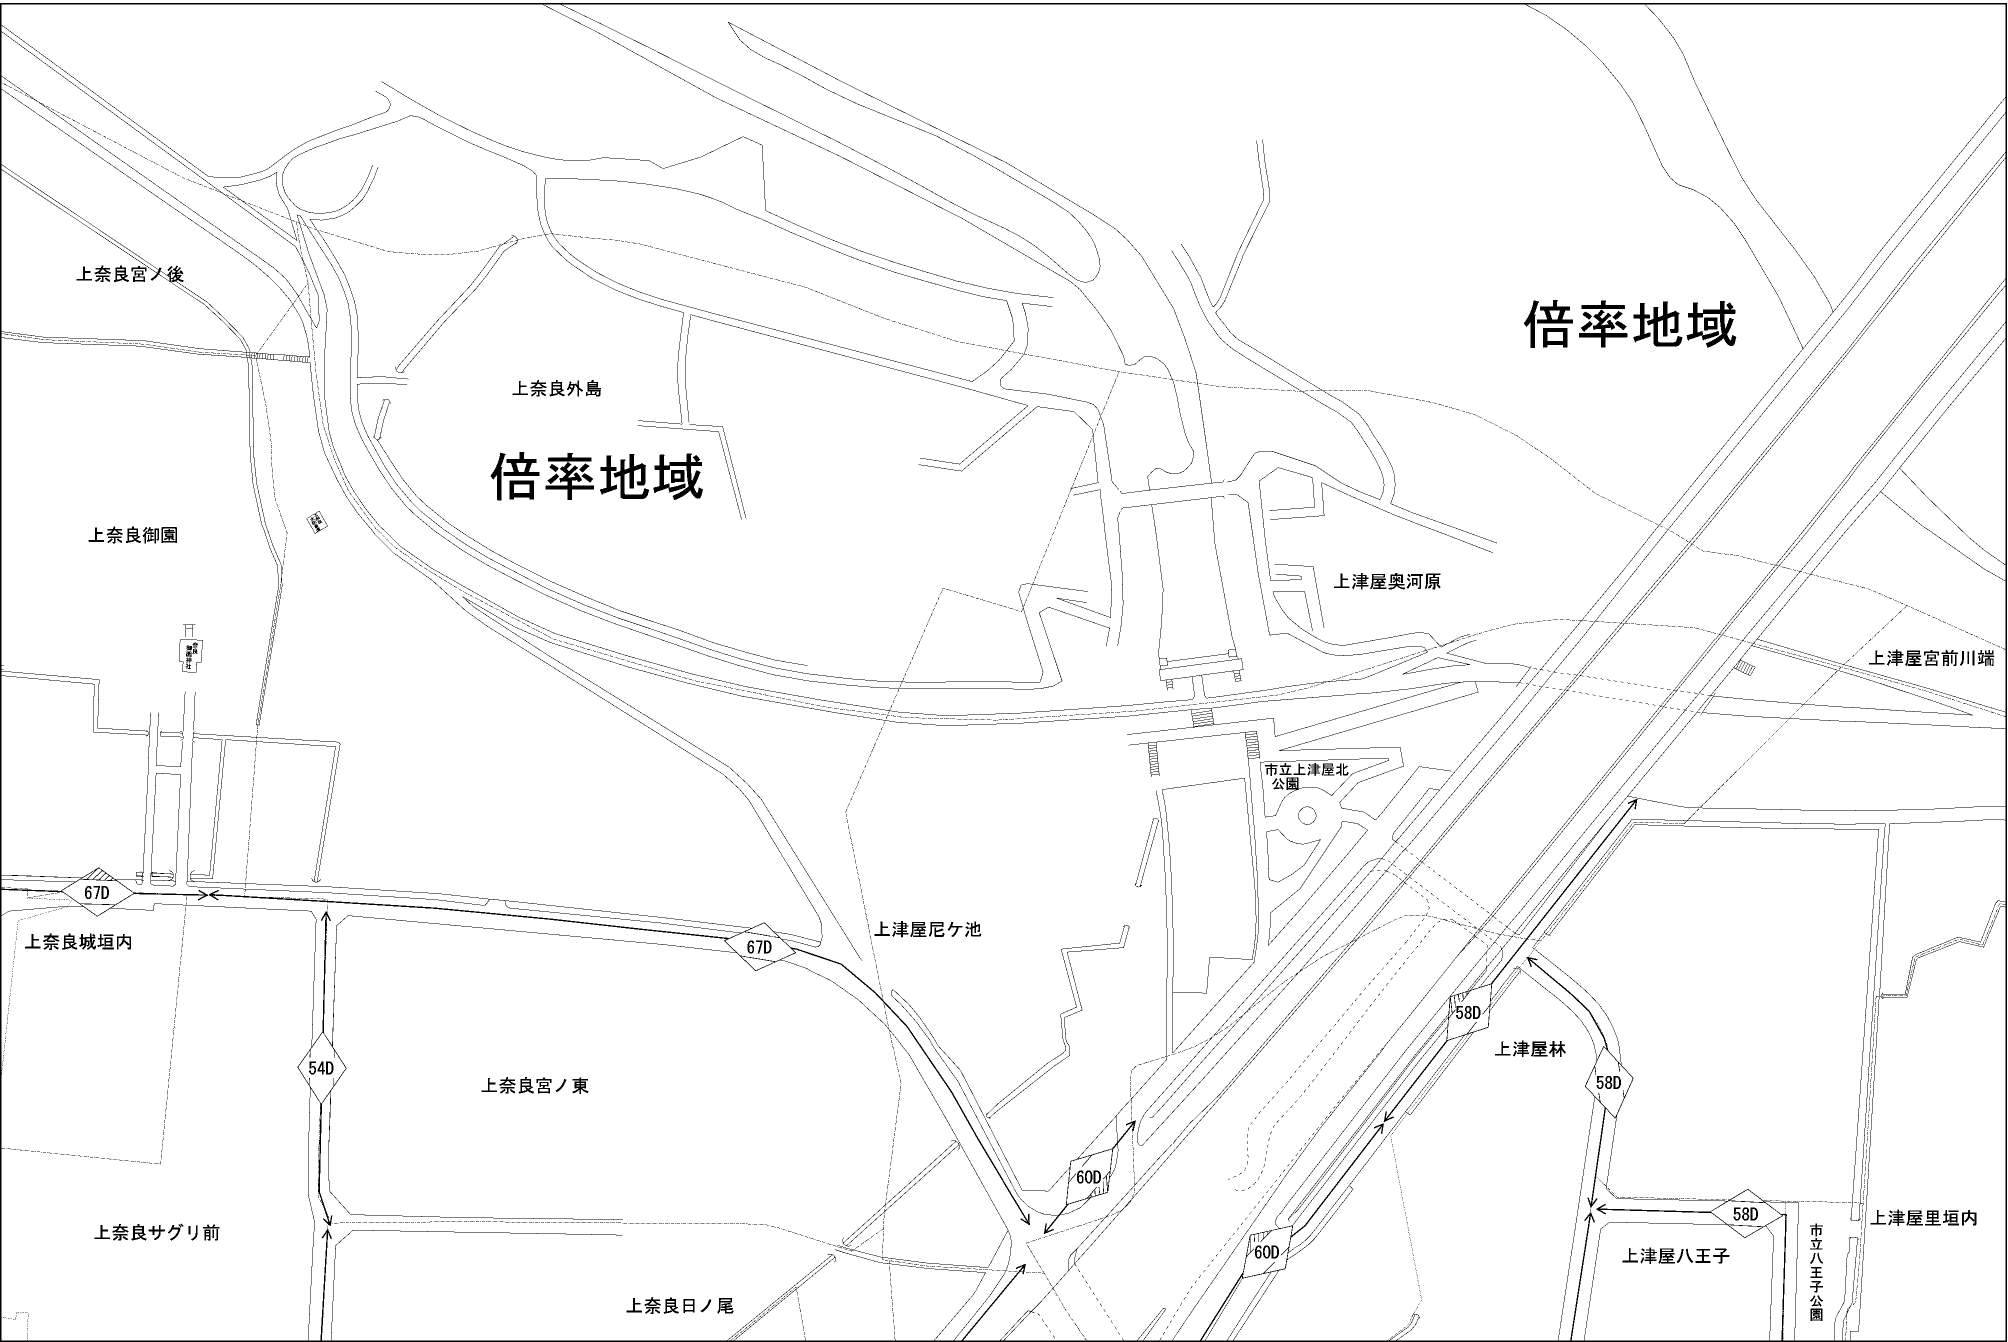 上奈良宮ノ後
倍率地域
上奈良外島
倍率地域
上奈良御園
上津屋奥河原
上津屋宮前川端
市立上津屋北
公園
67D
上奈良城垣内
67D
上津屋尼ケ池
58D
上津屋林
54D
上奈良宮ノ東
58D
60D
上奈良サグリ前
60D
58D
上津屋里垣内
上津屋八王子
市立八王子公園
上奈良日ノ尾